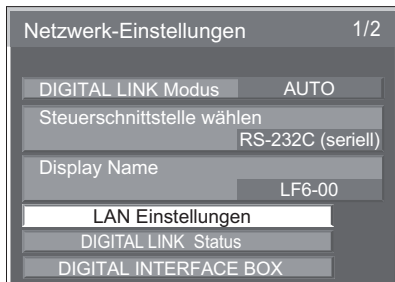 Netzwerk-Einstellungen 1/2
DIGITAL LINK Modus AUTO
Steuerschnittstelle wählen
RS-232C (seriell)
Display Name
LF6-00
LAN Einstellungen
DIGITAL LINK Status
DIGITAL INTERFACE BOX